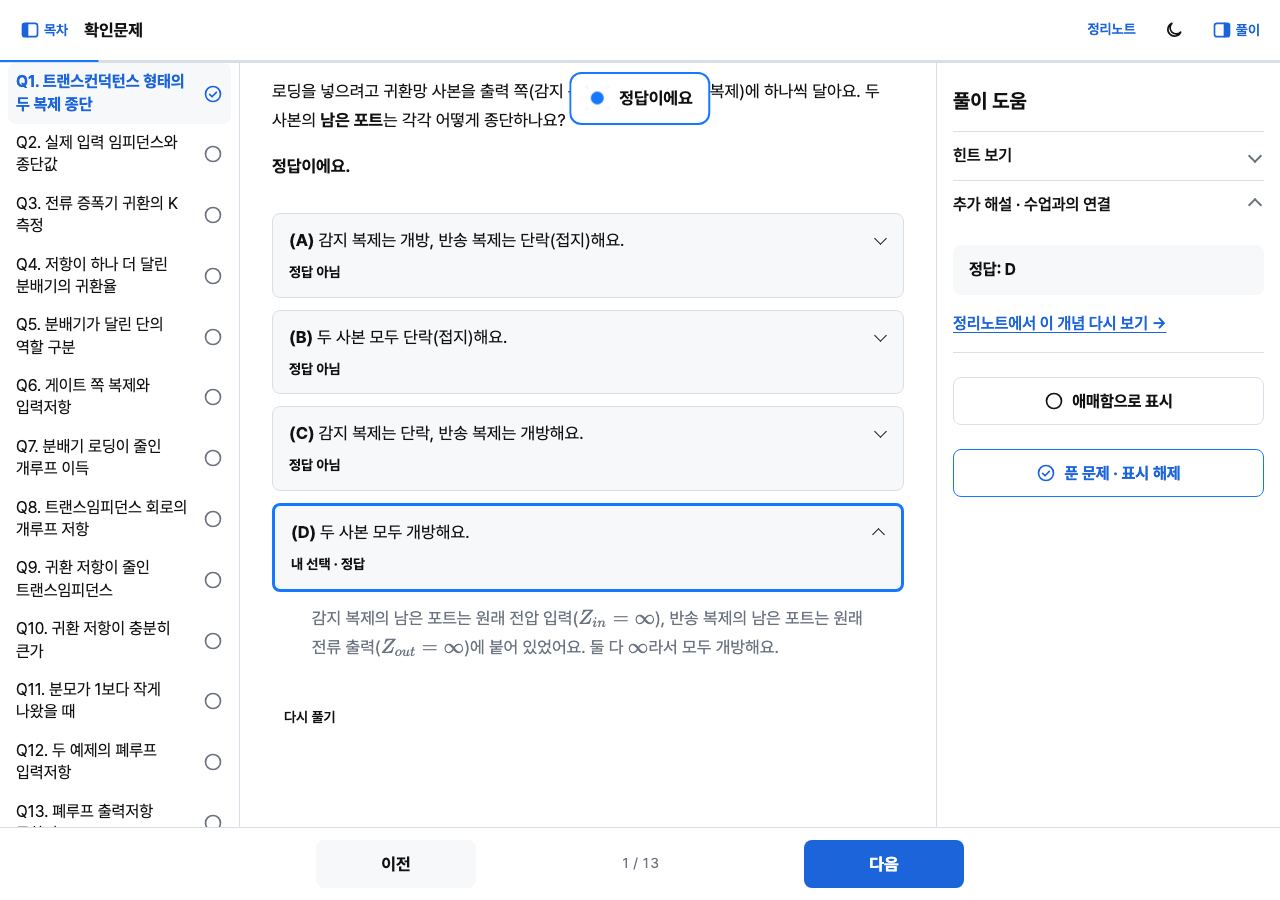 목차
확인문제
정리노트
풀이
Q1. 트랜스컨덕턴스 형태의
두 복제 종단
Q2. 실제 입력 임피던스와
종단값
Q3. 전류 증폭기 귀환의 K
측정
Q4. 저항이 하나 더 달린
분배기의 귀환율
Q5. 분배기가 달린 단의
역할 구분
Q6. 게이트 쪽 복제와
입력저항
Q7. 분배기 로딩이 줄인
개루프 이득
Q8. 트랜스임피던스 회로의
개루프 저항
Q9. 귀환 저항이 줄인
트랜스임피던스
Q10. 귀환 저항이 충분히
큰가
Q11. 분모가 1보다 작게
나왔을 때
Q12. 두 예제의 폐루프
입력저항
Q13. 폐루프 출력저항
로딩을 넣으려고 귀환망 사본을 출력 쪽(감지
정답이에요
복제)에 하나씩 달아요. 두
사본의 남은 포트는 각각 어떻게 종단하나요?
정답이에요.
(A) 감지 복제는 개방, 반송 복제는 단락(접지)해요.
정답 아님
(B) 두 사본 모두 단락(접지)해요.
정답 아님
(C) 감지 복제는 단락, 반송 복제는 개방해요.
정답 아님
(D) 두 사본 모두 개방해요.
내 선택 · 정답
감지 복제의 남은 포트는 원래 전압 입력(Z_in = ∞), 반송 복제의 남은 포트는 원래
전류 출력(Z_out = ∞)에 붙어 있었어요. 둘 다 ∞라서 모두 개방해요.
다시 풀기
풀이 도움
힌트 보기
추가 해설 · 수업과의 연결
정답: D
정리노트에서 이 개념 다시 보기 →
애매함으로 표시
푼 문제 · 표시 해제
이전
1 / 13
다음